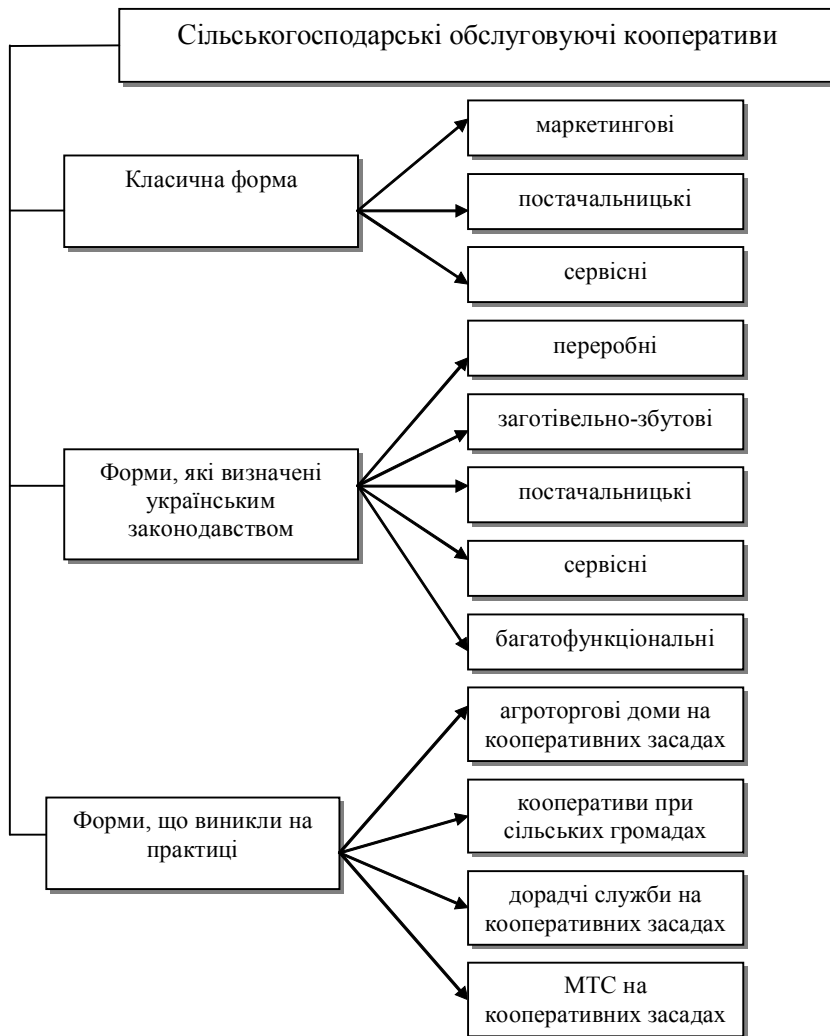 Сільськогосподарські обслуговуючі кооперативи
Класична форма
маркетингові
постачальницькі
сервісні
Форми, які визначені
українським
законодавством
переробні
заготівельно-збутові
постачальницькі
сервісні
багатофункціональні
Форми, що виникли на
практиці
агроторгові доми на
кооперативних засадах
кооперативи при
сільських громадах
дорадчі служби на
кооперативних засадах
МТС на
кооперативних засадах